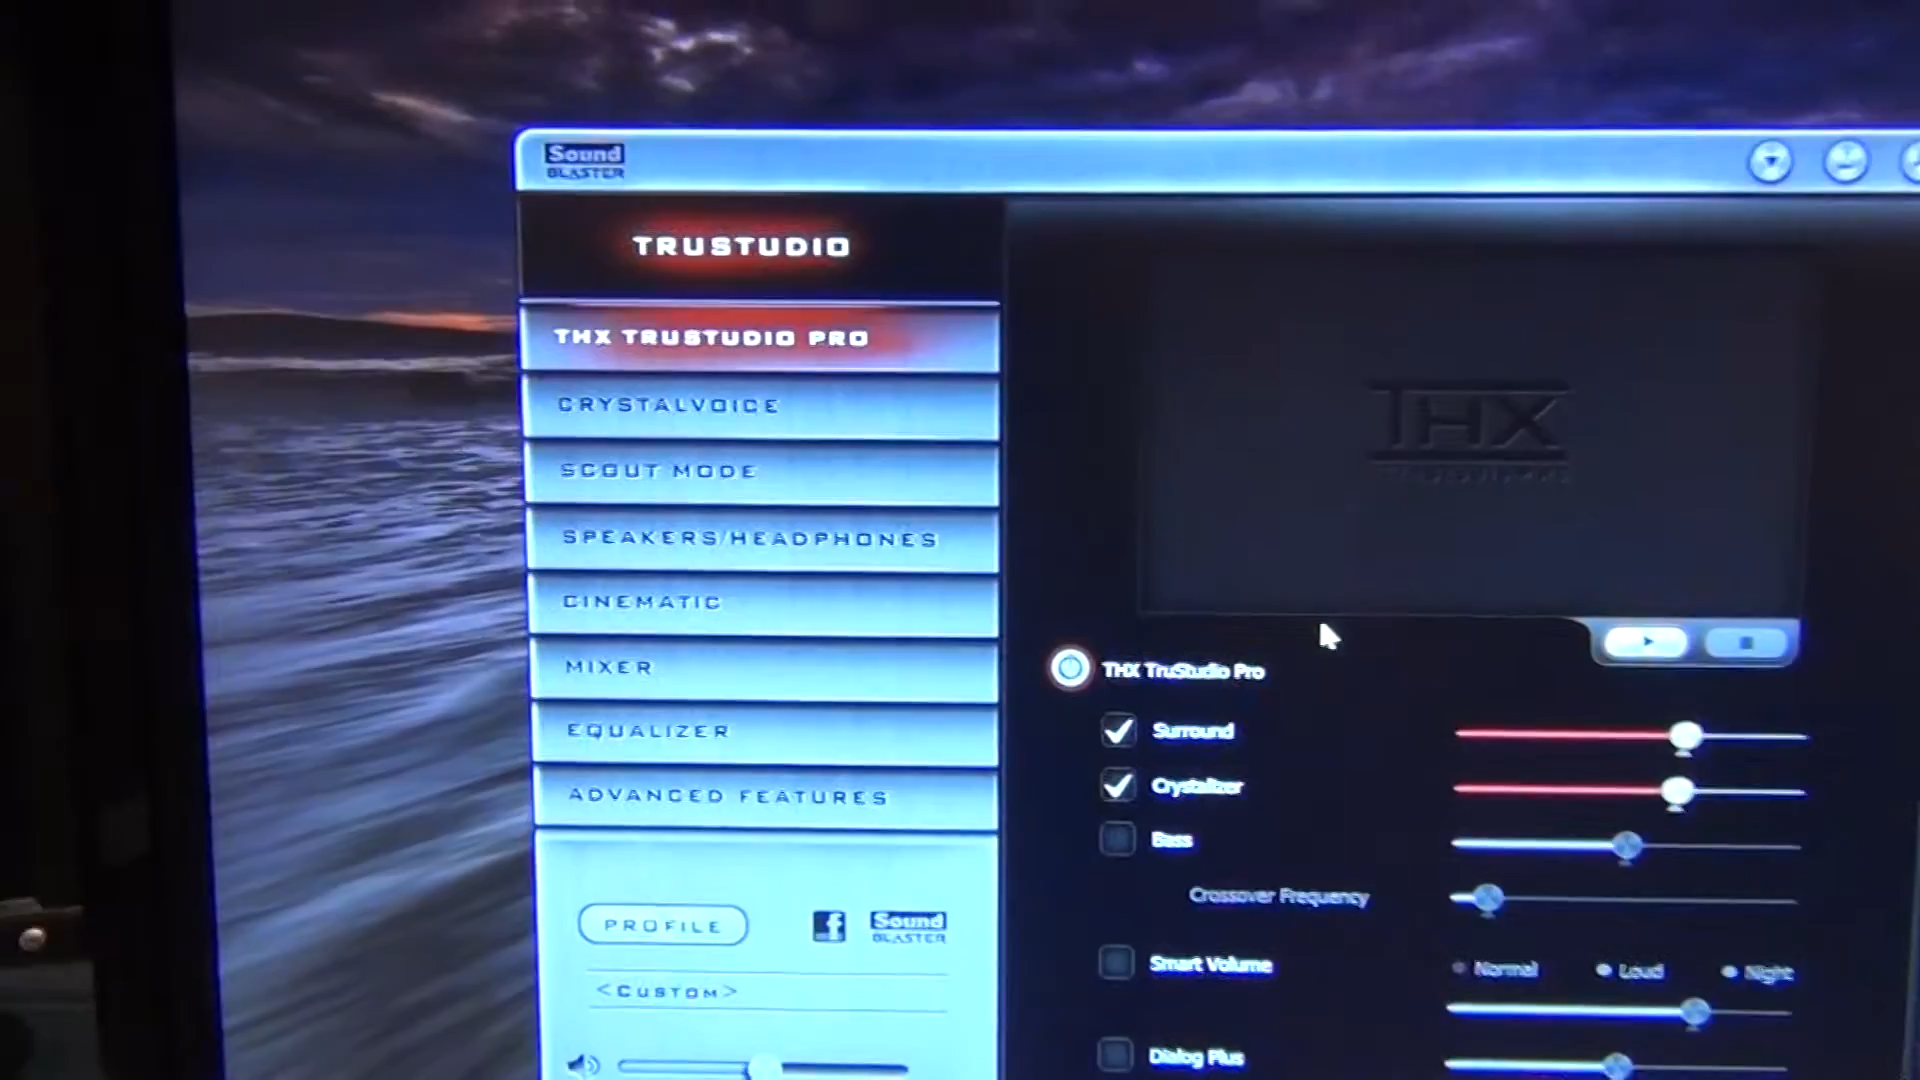 Sound
BLASTER
TRUSTUDIO
THX TRUSTUDIO PRO
CRYSTALVOICE
SCOUT MODE
SPEAKERS/HEADPHONES
CINEMATIC
MIXER
EQUALIZER
ADVANCED FEATURES
PROFILE
f
Sound
BLASTER
<CUSTOM>
THX
THX TruStudio Pro
Surround
Crystalizer
Bass
Crossover Frequency
Smart Volume
Normal
Loud
Night
Dialog Plus